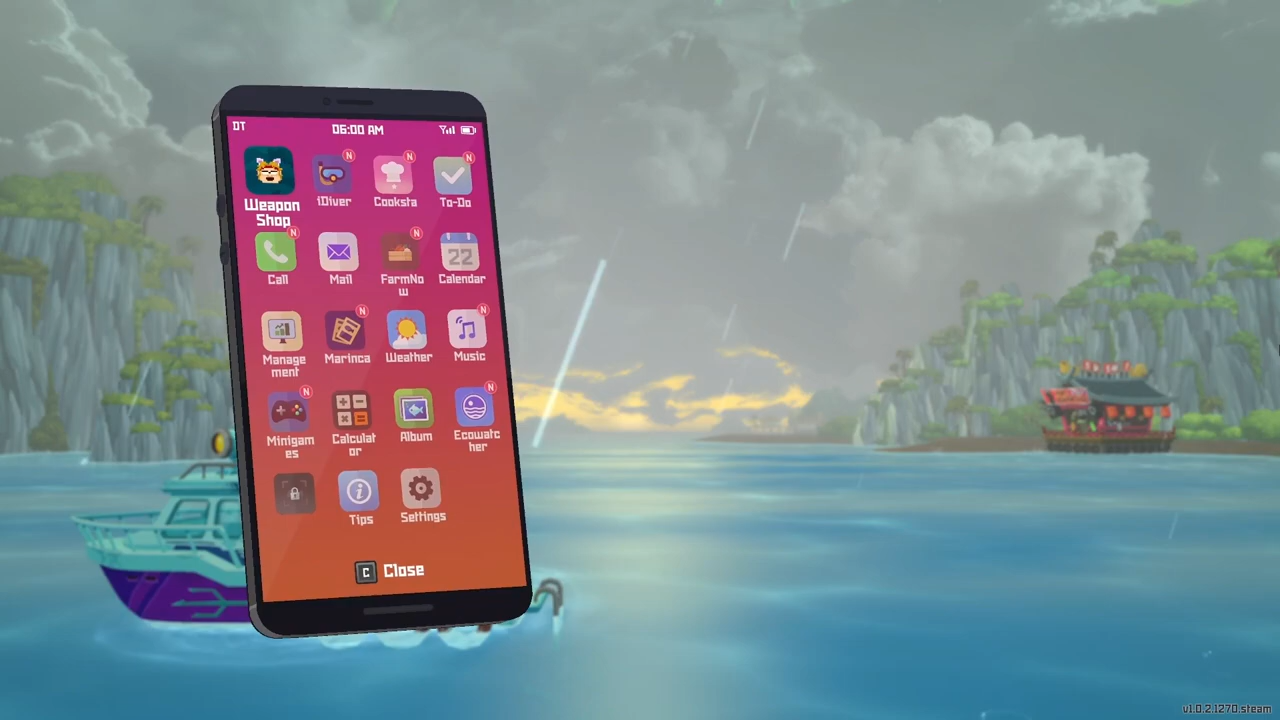 DT
06:00 AM
N
N
N
Weapon
Shop
iDiver
Cooksta
To-Do
N
N
22
Call
Mail
FarmNo
w
Calendar
N
N
Manage
ment
Marinca
Weather
Music
N
N
Minigam
es
Calculat
or
Album
Ecowatc
her
Tips
Settings
C Close
v1.0.2.1270.steam